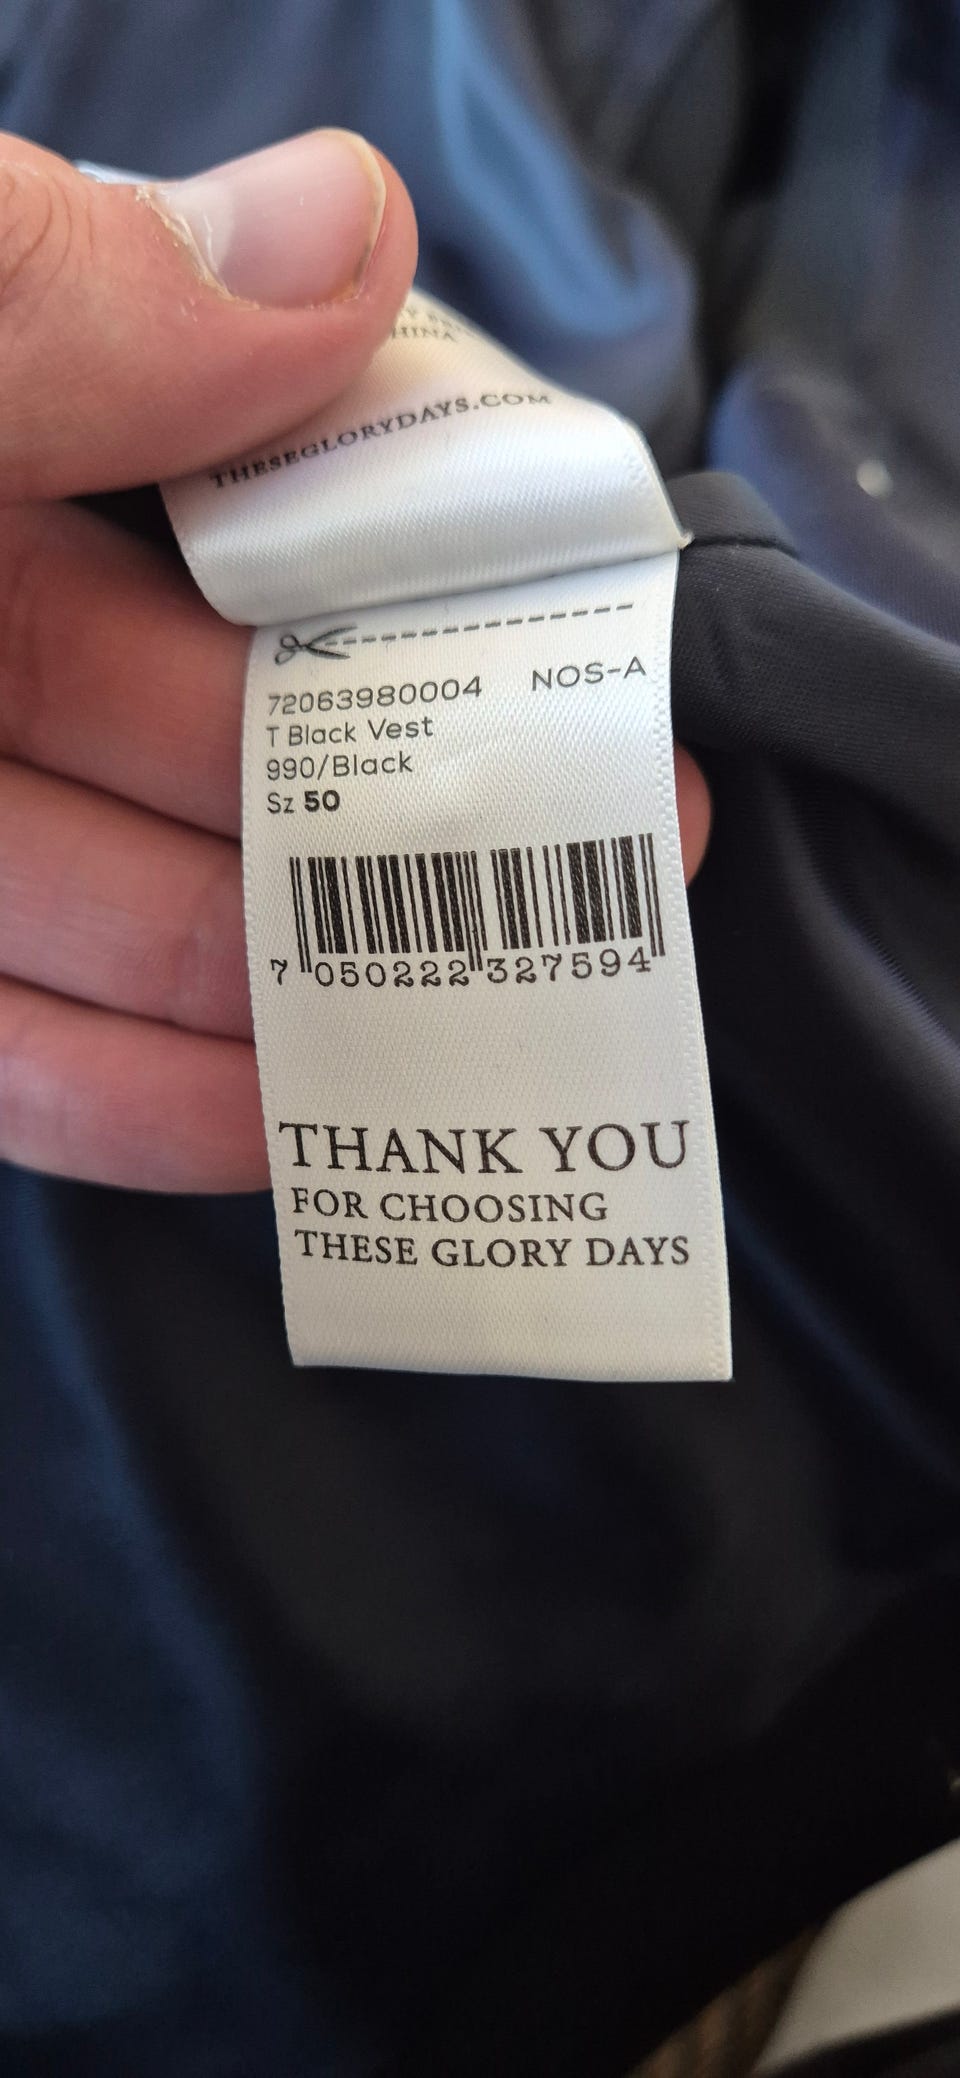 THESEGLORYDAYS.COM
72063980004 NOS-A
T Black Vest
990/Black
Sz 50
7 050222 327594
THANK YOU
FOR CHOOSING
THESE GLORY DAYS